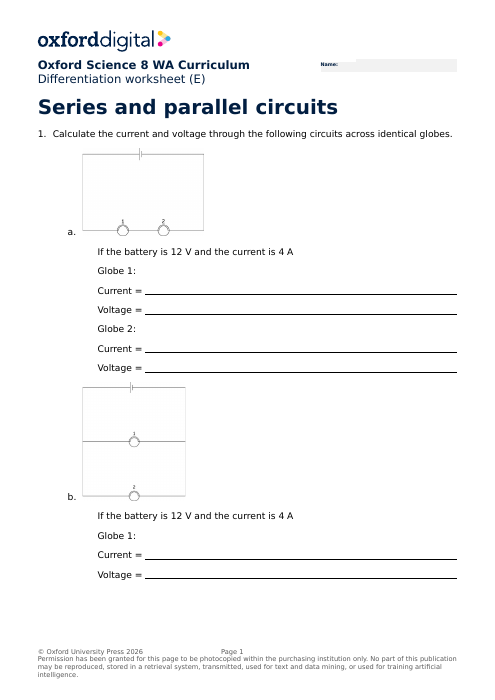 oxforddigital
Oxford Science 8 WA Curriculum
Name:
Differentiation worksheet (E)
Series and parallel circuits
1. Calculate the current and voltage through the following circuits across identical globes.
1 2
a.
If the battery is 12 V and the current is 4 A
Globe 1:
Current =
Voltage =
Globe 2:
Current =
Voltage =
1
2
b.
If the battery is 12 V and the current is 4 A
Globe 1:
Current =
Voltage =
© Oxford University Press 2026 Page 1
Permission has been granted for this page to be photocopied within the purchasing institution only. No part of this publication
may be reproduced, stored in a retrieval system, transmitted, used for text and data mining, or used for training artificial
intelligence.